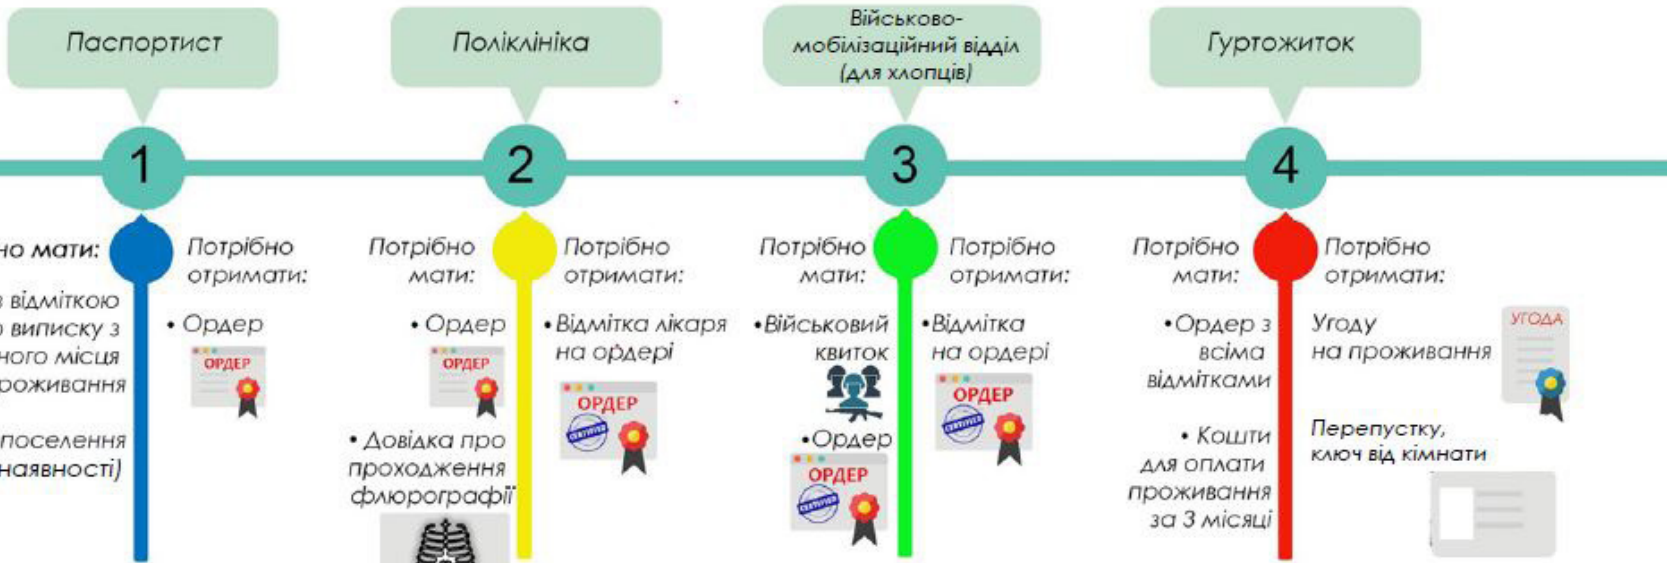 Паспортист
Поліклініка
Військово-
мобілізаційний відділ
(для хлопців)
Гуртожиток
1
2
3
4
но мати:
з відміткою
о виписку з
ного місця
роживання
поселення
наявності)
Потрібно
отримати:
• Ордер
ОРДЕР
Потрібно
мати:
• Ордер
ОРДЕР
• Довідка про
проходження
флюрографії
Потрібно
отримати:
• Відмітка лікаря
на ордері
ОРДЕР
CERTIFIED
Потрібно
мати:
• Військовий
квиток
• Ордер
ОРДЕР
CERTIFIED
Потрібно
отримати:
• Відмітка
на ордері
ОРДЕР
CERTIFIED
Потрібно
мати:
• Ордер з
всіма
відмітками
• Кошти
для оплати
проживання
за 3 місяці
Потрібно
отримати:
Угоду
на проживання
УГОДА
Перепустку,
ключ від кімнати